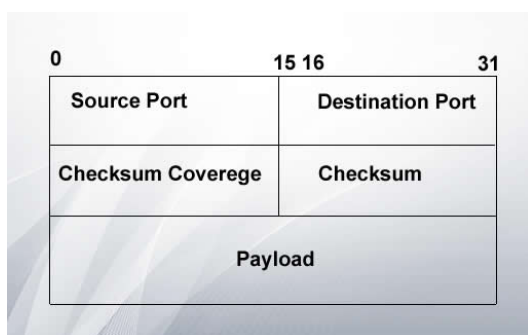 0 15 16 31
Source Port Destination Port
Checksum Coverege Checksum
Payload